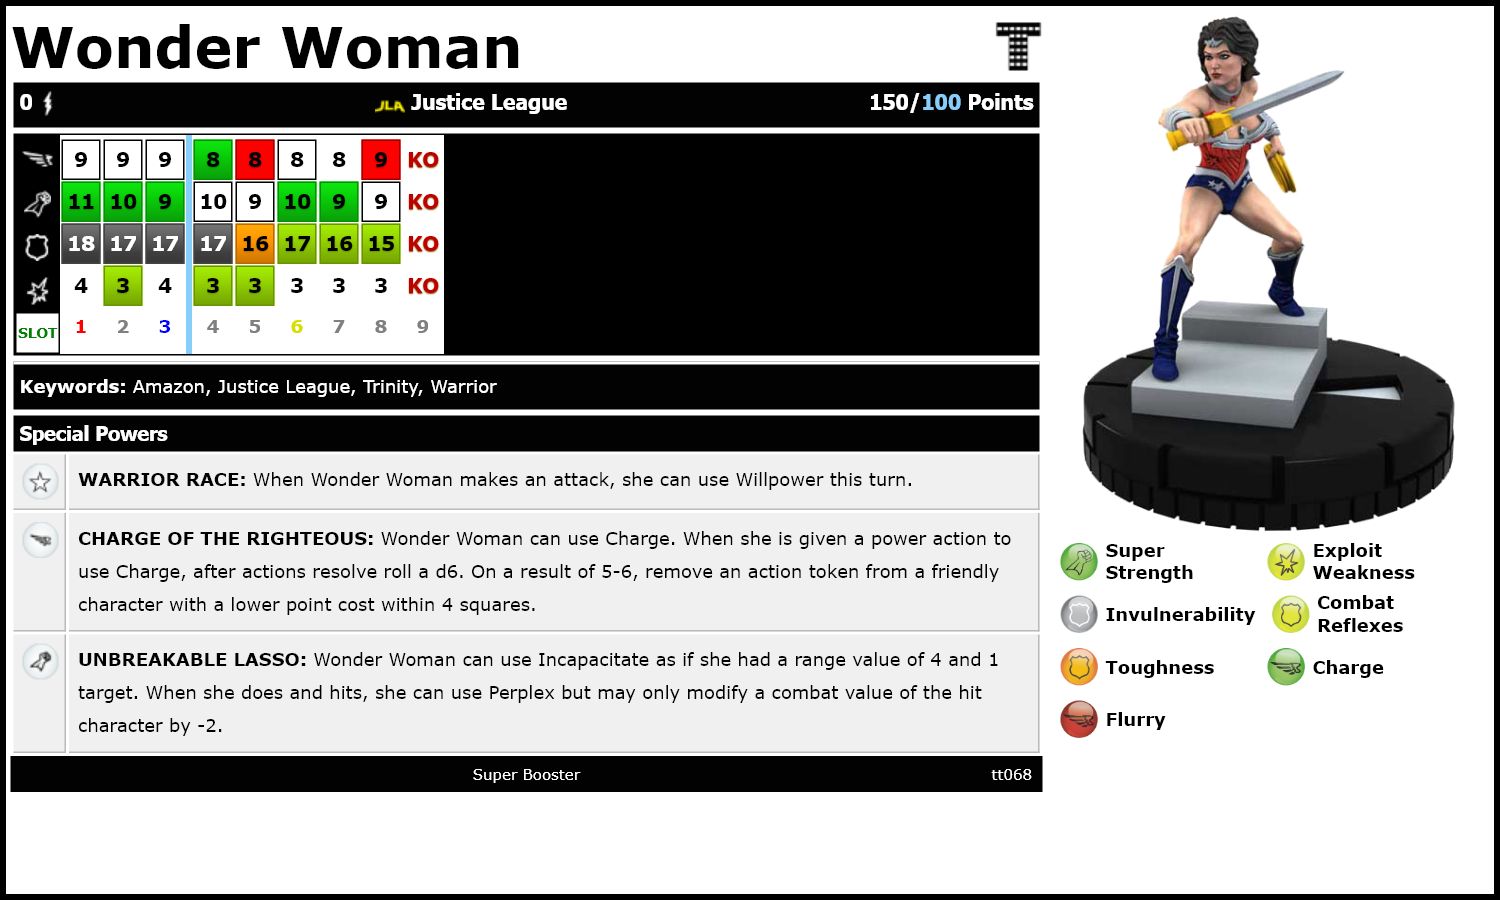 Wonder Woman
T
0 JLA Justice League 150/100 Points
9 9 9 8 8 8 8 9 KO
11 10 9 10 9 10 9 9 KO
18 17 17 17 16 17 16 15 KO
4 3 4 3 3 3 3 3 KO
SLOT 1 2 3 4 5 6 7 8 9
Keywords: Amazon, Justice League, Trinity, Warrior
Special Powers
WARRIOR RACE: When Wonder Woman makes an attack, she can use Willpower this turn.
CHARGE OF THE RIGHTEOUS: Wonder Woman can use Charge. When she is given a power action to
use Charge, after actions resolve roll a d6. On a result of 5-6, remove an action token from a friendly
character with a lower point cost within 4 squares.
UNBREAKABLE LASSO: Wonder Woman can use Incapacitate as if she had a range value of 4 and 1
target. When she does and hits, she can use Perplex but may only modify a combat value of the hit
character by -2.
Super Booster tt068
Super
Strength
Exploit
Weakness
Invulnerability
Combat
Reflexes
Toughness
Charge
Flurry